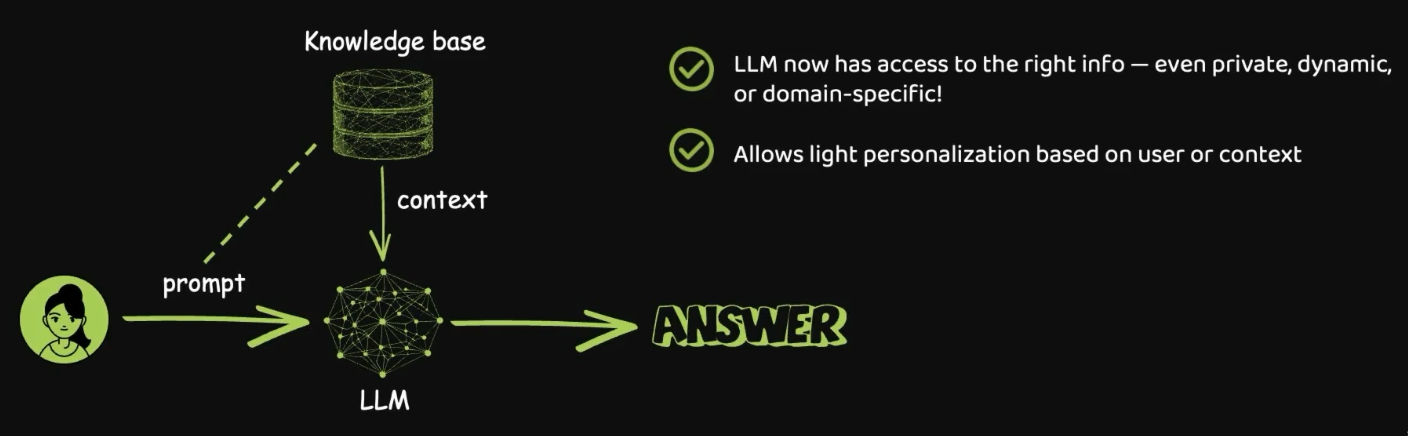 Knowledge base
LLM now has access to the right info — even private, dynamic,
or domain-specific!
Allows light personalization based on user or context
context
prompt
ANSWER
LLM